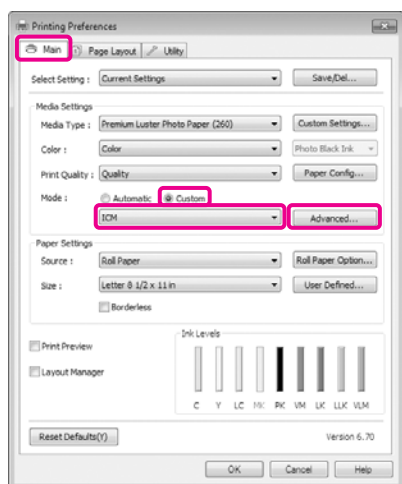 Printing Preferences
Main Page Layout Utility
Select Setting : Current Settings Save/Del...
Media Settings
Media Type : Premium Luster Photo Paper (260) Custom Settings...
Color : Color Photo Black Ink
Print Quality : Quality Paper Config...
Mode : Automatic Custom
ICM Advanced...
Paper Settings
Source : Roll Paper Roll Paper Option...
Size : Letter 8 1/2 x 11 in User Defined...
Borderless
Ink Levels
Print Preview
Layout Manager
C Y LC MK PK VM LK LLK VLM
Reset Defaults(Y) Version 6.70
OK Cancel Help